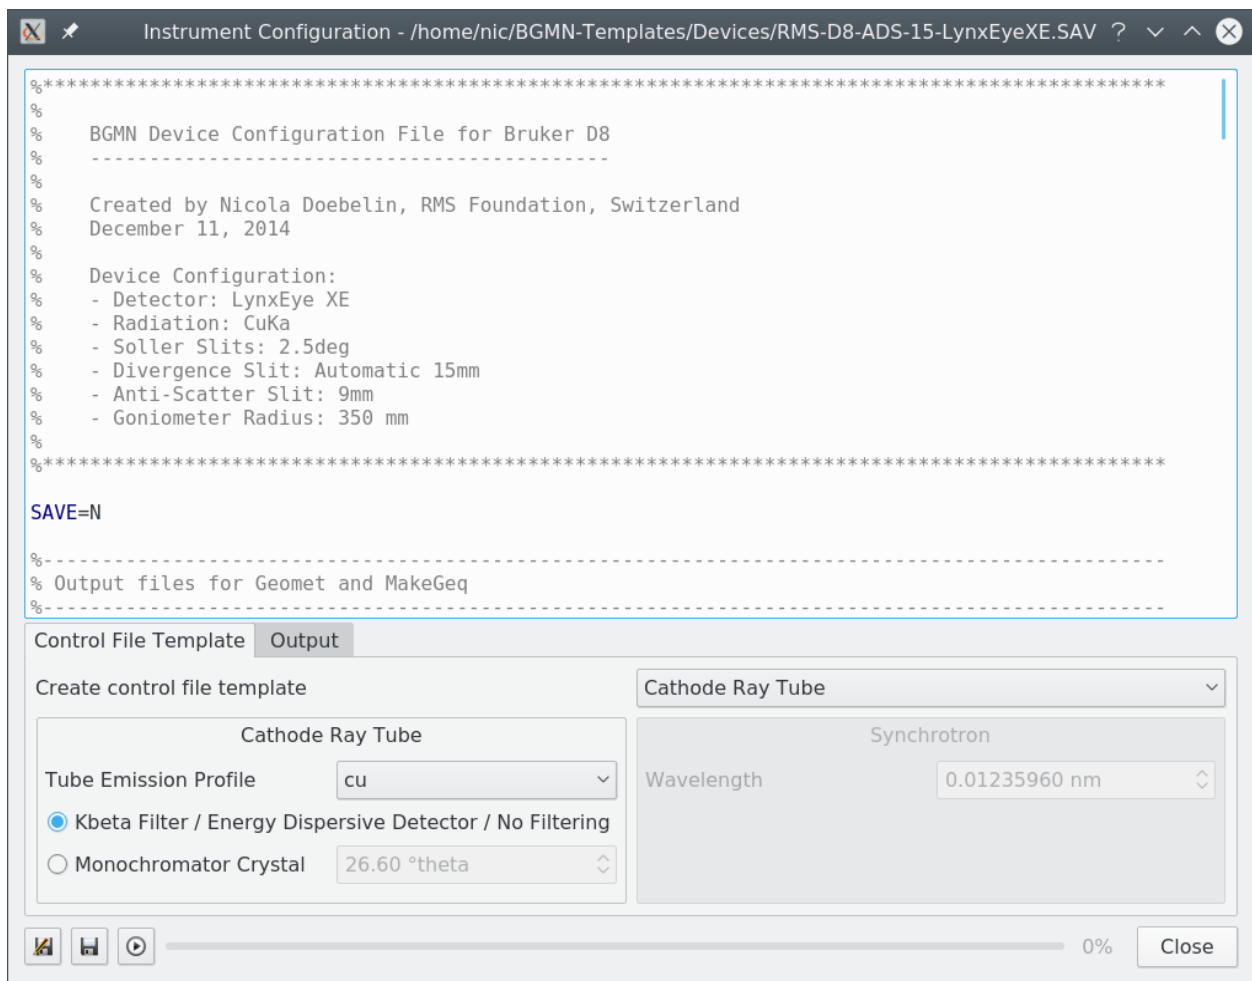 Instrument Configuration - /home/nic/BGMN-Templates/Devices/RMS-D8-ADS-15-LynxEyeXE.SAV ?
%***********************************************************************************************
%
%    BGMN Device Configuration File for Bruker D8
%    --------------------------------------------
%
%    Created by Nicola Doebelin, RMS Foundation, Switzerland
%    December 11, 2014
%
%    Device Configuration:
%    - Detector: LynxEye XE
%    - Radiation: CuKa
%    - Soller Slits: 2.5deg
%    - Divergence Slit: Automatic 15mm
%    - Anti-Scatter Slit: 9mm
%    - Goniometer Radius: 350 mm
%
%***********************************************************************************************
SAVE=N
%-----------------------------------------------------------------------------------------------
% Output files for Geomet and MakeGeq
%-----------------------------------------------------------------------------------------------
Control File Template Output
Create control file template Cathode Ray Tube
Cathode Ray Tube Synchrotron
Tube Emission Profile cu Wavelength 0.01235960 nm
Kbeta Filter / Energy Dispersive Detector / No Filtering
Monochromator Crystal 26.60 °theta
0% Close